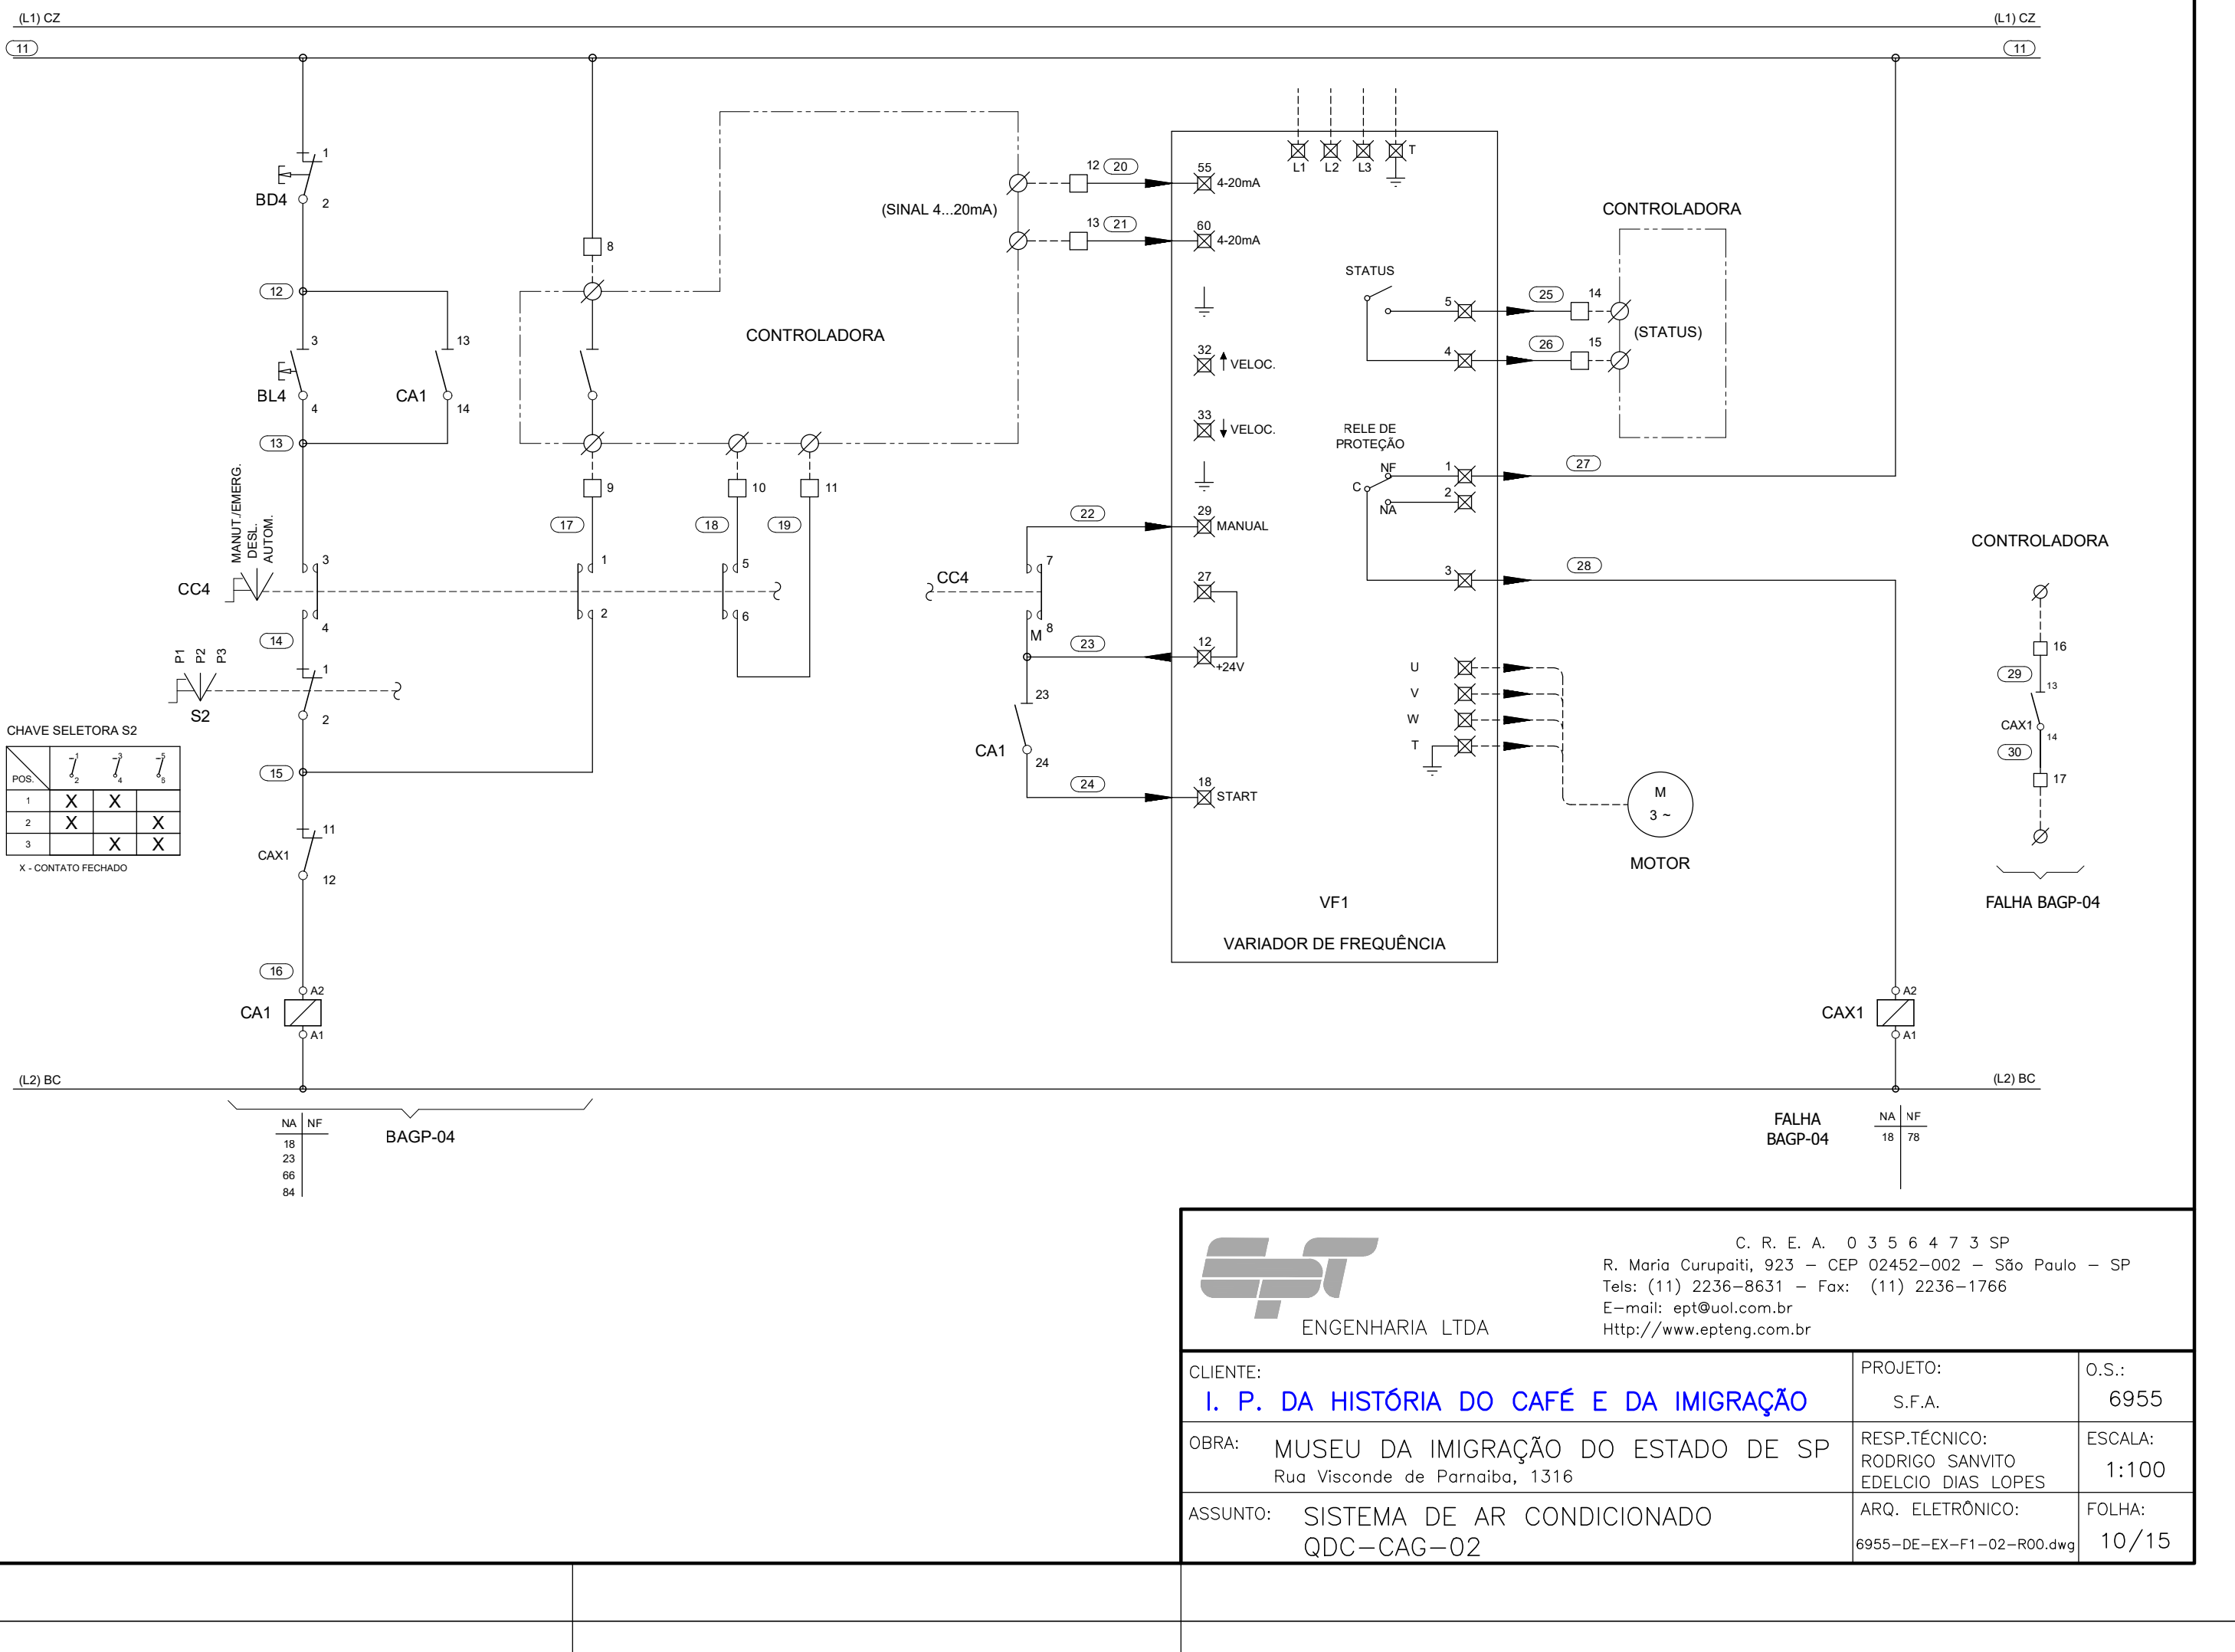 (L1) CZ
(L1) CZ
11
11
BD4
1
2
12
BL4
3
4
CA1
13
14
13
8
CONTROLADORA
(SINAL 4...20mA)
12
20
13
21
55
4-20mA
60
4-20mA
L1
L2
L3
T
32
VELOC.
33
VELOC.
STATUS
5
4
25
14
26
15
CONTROLADORA
(STATUS)
RELE DE
PROTEÇÃO
NF
C
NA
1
2
3
27
28
9
10
11
17
18
19
MANUT./EMERG.
DESL.
AUTOM.
CC4
3
4
1
2
5
6
14
CC4
7
M
8
22
29
MANUAL
27
23
12
+24V
23
CA1
24
24
18
START
P1
P2
P3
S2
1
2
15
CAX1
11
12
CHAVE SELETORA S2
POS.
1
2
3
4
5
6
1
X
X
2
X
X
3
X
X
X - CONTATO FECHADO
U
V
W
T
M
3 ~
MOTOR
VF1
VARIADOR DE FREQUÊNCIA
CONTROLADORA
16
29
13
CAX1
14
30
17
FALHA BAGP-04
16
CA1
A2
A1
CAX1
A2
A1
(L2) BC
(L2) BC
NA
NF
18
23
66
84
BAGP-04
FALHA
BAGP-04
NA
NF
18
78
EPT
ENGENHARIA LTDA
C. R. E. A. 0 3 5 6 4 7 3 SP
R. Maria Curupaiti, 923 – CEP 02452–002 – São Paulo – SP
Tels: (11) 2236–8631 – Fax: (11) 2236–1766
E–mail: ept@uol.com.br
Http://www.epteng.com.br
CLIENTE:
I. P. DA HISTÓRIA DO CAFÉ E DA IMIGRAÇÃO
PROJETO:
S.F.A.
O.S.:
6955
OBRA:
MUSEU DA IMIGRAÇÃO DO ESTADO DE SP
Rua Visconde de Parnaiba, 1316
RESP.TÉCNICO:
RODRIGO SANVITO
EDELCIO DIAS LOPES
ESCALA:
1:100
ASSUNTO:
SISTEMA DE AR CONDICIONADO
QDC–CAG–02
ARQ. ELETRÔNICO:
6955–DE–EX–F1–02–R00.dwg
FOLHA:
10/15